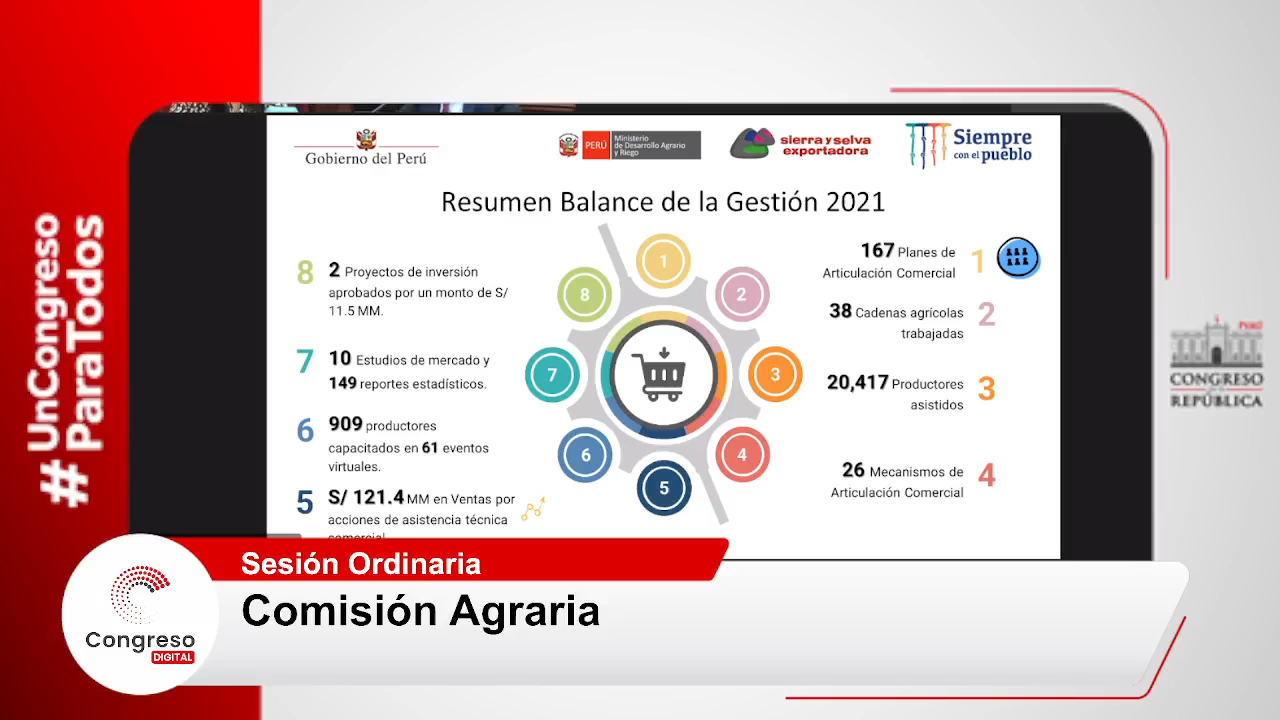 #UnCongreso
ParaTodos
Gobierno del Perú
PERÚ
Ministerio
de Desarrollo Agrario
y Riego
sierra y selva
exportadora
Siempre
con el pueblo
Resumen Balance de la Gestión 2021
8
2 Proyectos de inversión
aprobados por un monto de S/
11.5 MM.
7
10 Estudios de mercado y
149 reportes estadísticos.
6
909 productores
capacitados en 61 eventos
virtuales.
5
S/ 121.4 MM en Ventas por
acciones de asistencia técnica
comercial
1
2
3
4
5
6
7
8
167 Planes de
Articulación Comercial
1
38 Cadenas agrícolas
trabajadas
2
20,417 Productores
asistidos
3
26 Mecanismos de
Articulación Comercial
4
PERÚ
CONGRESO
REPÚBLICA
Sesión Ordinaria
Comisión Agraria
Congreso
DIGITAL